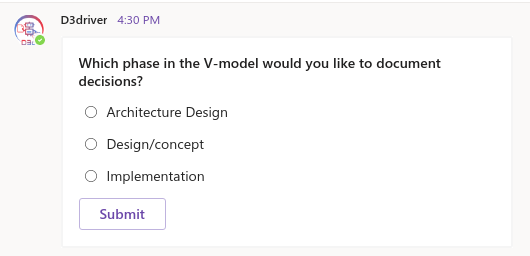 D3driver 4:30 PM
Which phase in the V-model would you like to document
decisions?
Architecture Design
Design/concept
Implementation
Submit